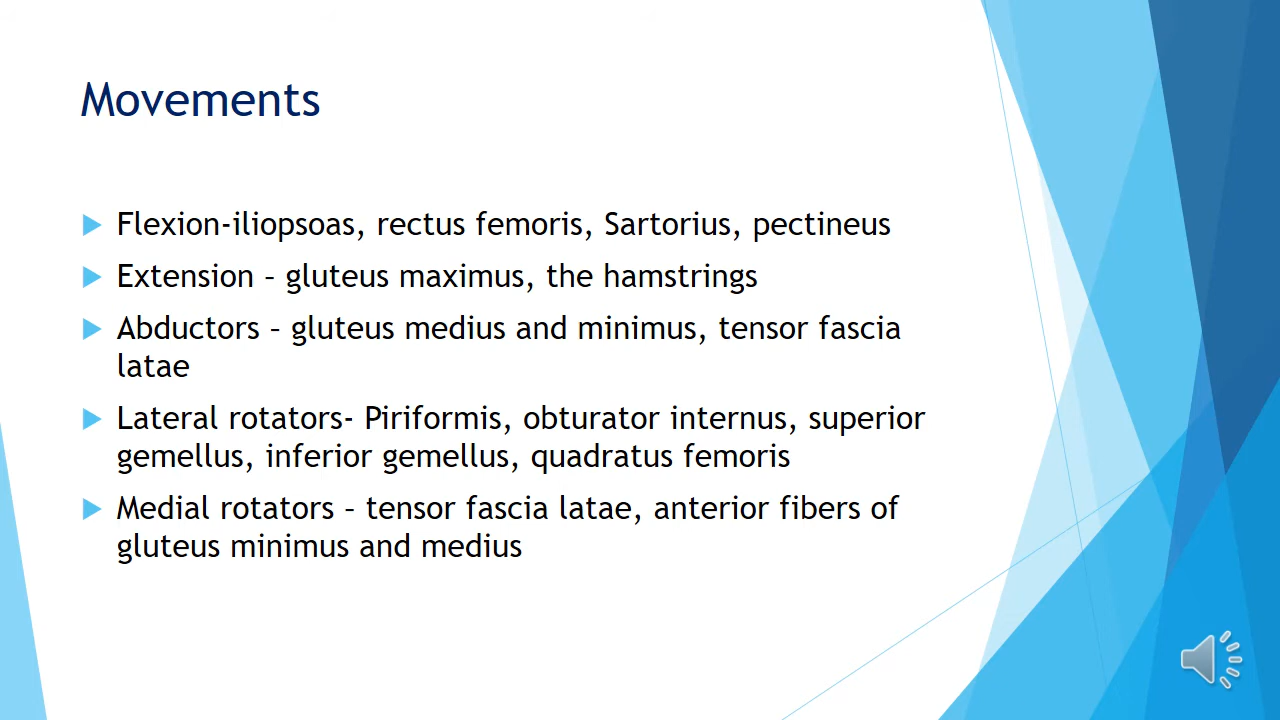 Movements
Flexion-iliopsoas, rectus femoris, Sartorius, pectineus
Extension – gluteus maximus, the hamstrings
Abductors – gluteus medius and minimus, tensor fascia
latae
Lateral rotators- Piriformis, obturator internus, superior
gemellus, inferior gemellus, quadratus femoris
Medial rotators – tensor fascia latae, anterior fibers of
gluteus minimus and medius